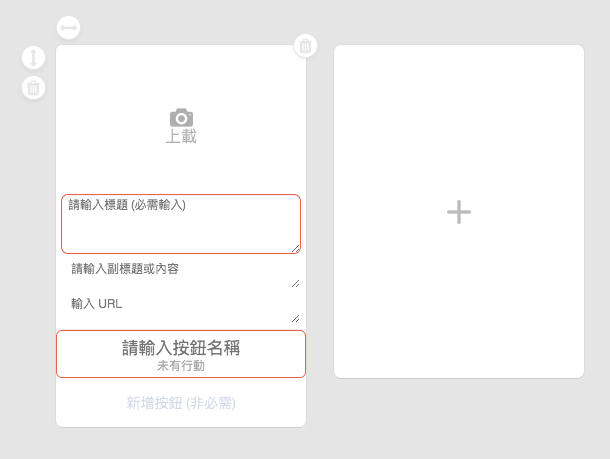 上載
請輸入標題 (必需輸入)
請輸入副標題或內容
輸入 URL
請輸入按鈕名稱
未有行動
新增按鈕 (非必需)